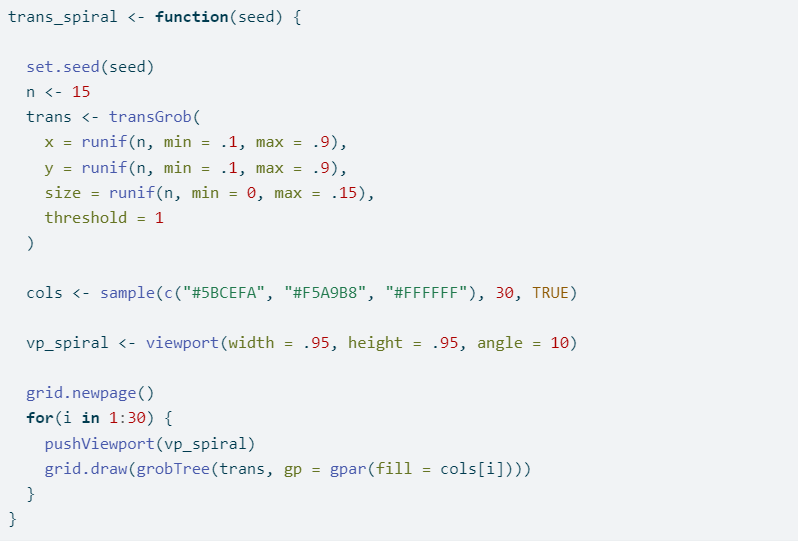 trans_spiral <- function(seed) {
  set.seed(seed)
  n <- 15
  trans <- transGrob(
    x = runif(n, min = .1, max = .9),
    y = runif(n, min = .1, max = .9),
    size = runif(n, min = 0, max = .15),
    threshold = 1
  )
  cols <- sample(c("#5BCEFA", "#F5A9B8", "#FFFFFF"), 30, TRUE)
  vp_spiral <- viewport(width = .95, height = .95, angle = 10)
  grid.newpage()
  for(i in 1:30) {
    pushViewport(vp_spiral)
    grid.draw(grobTree(trans, gp = gpar(fill = cols[i])))
  }
}